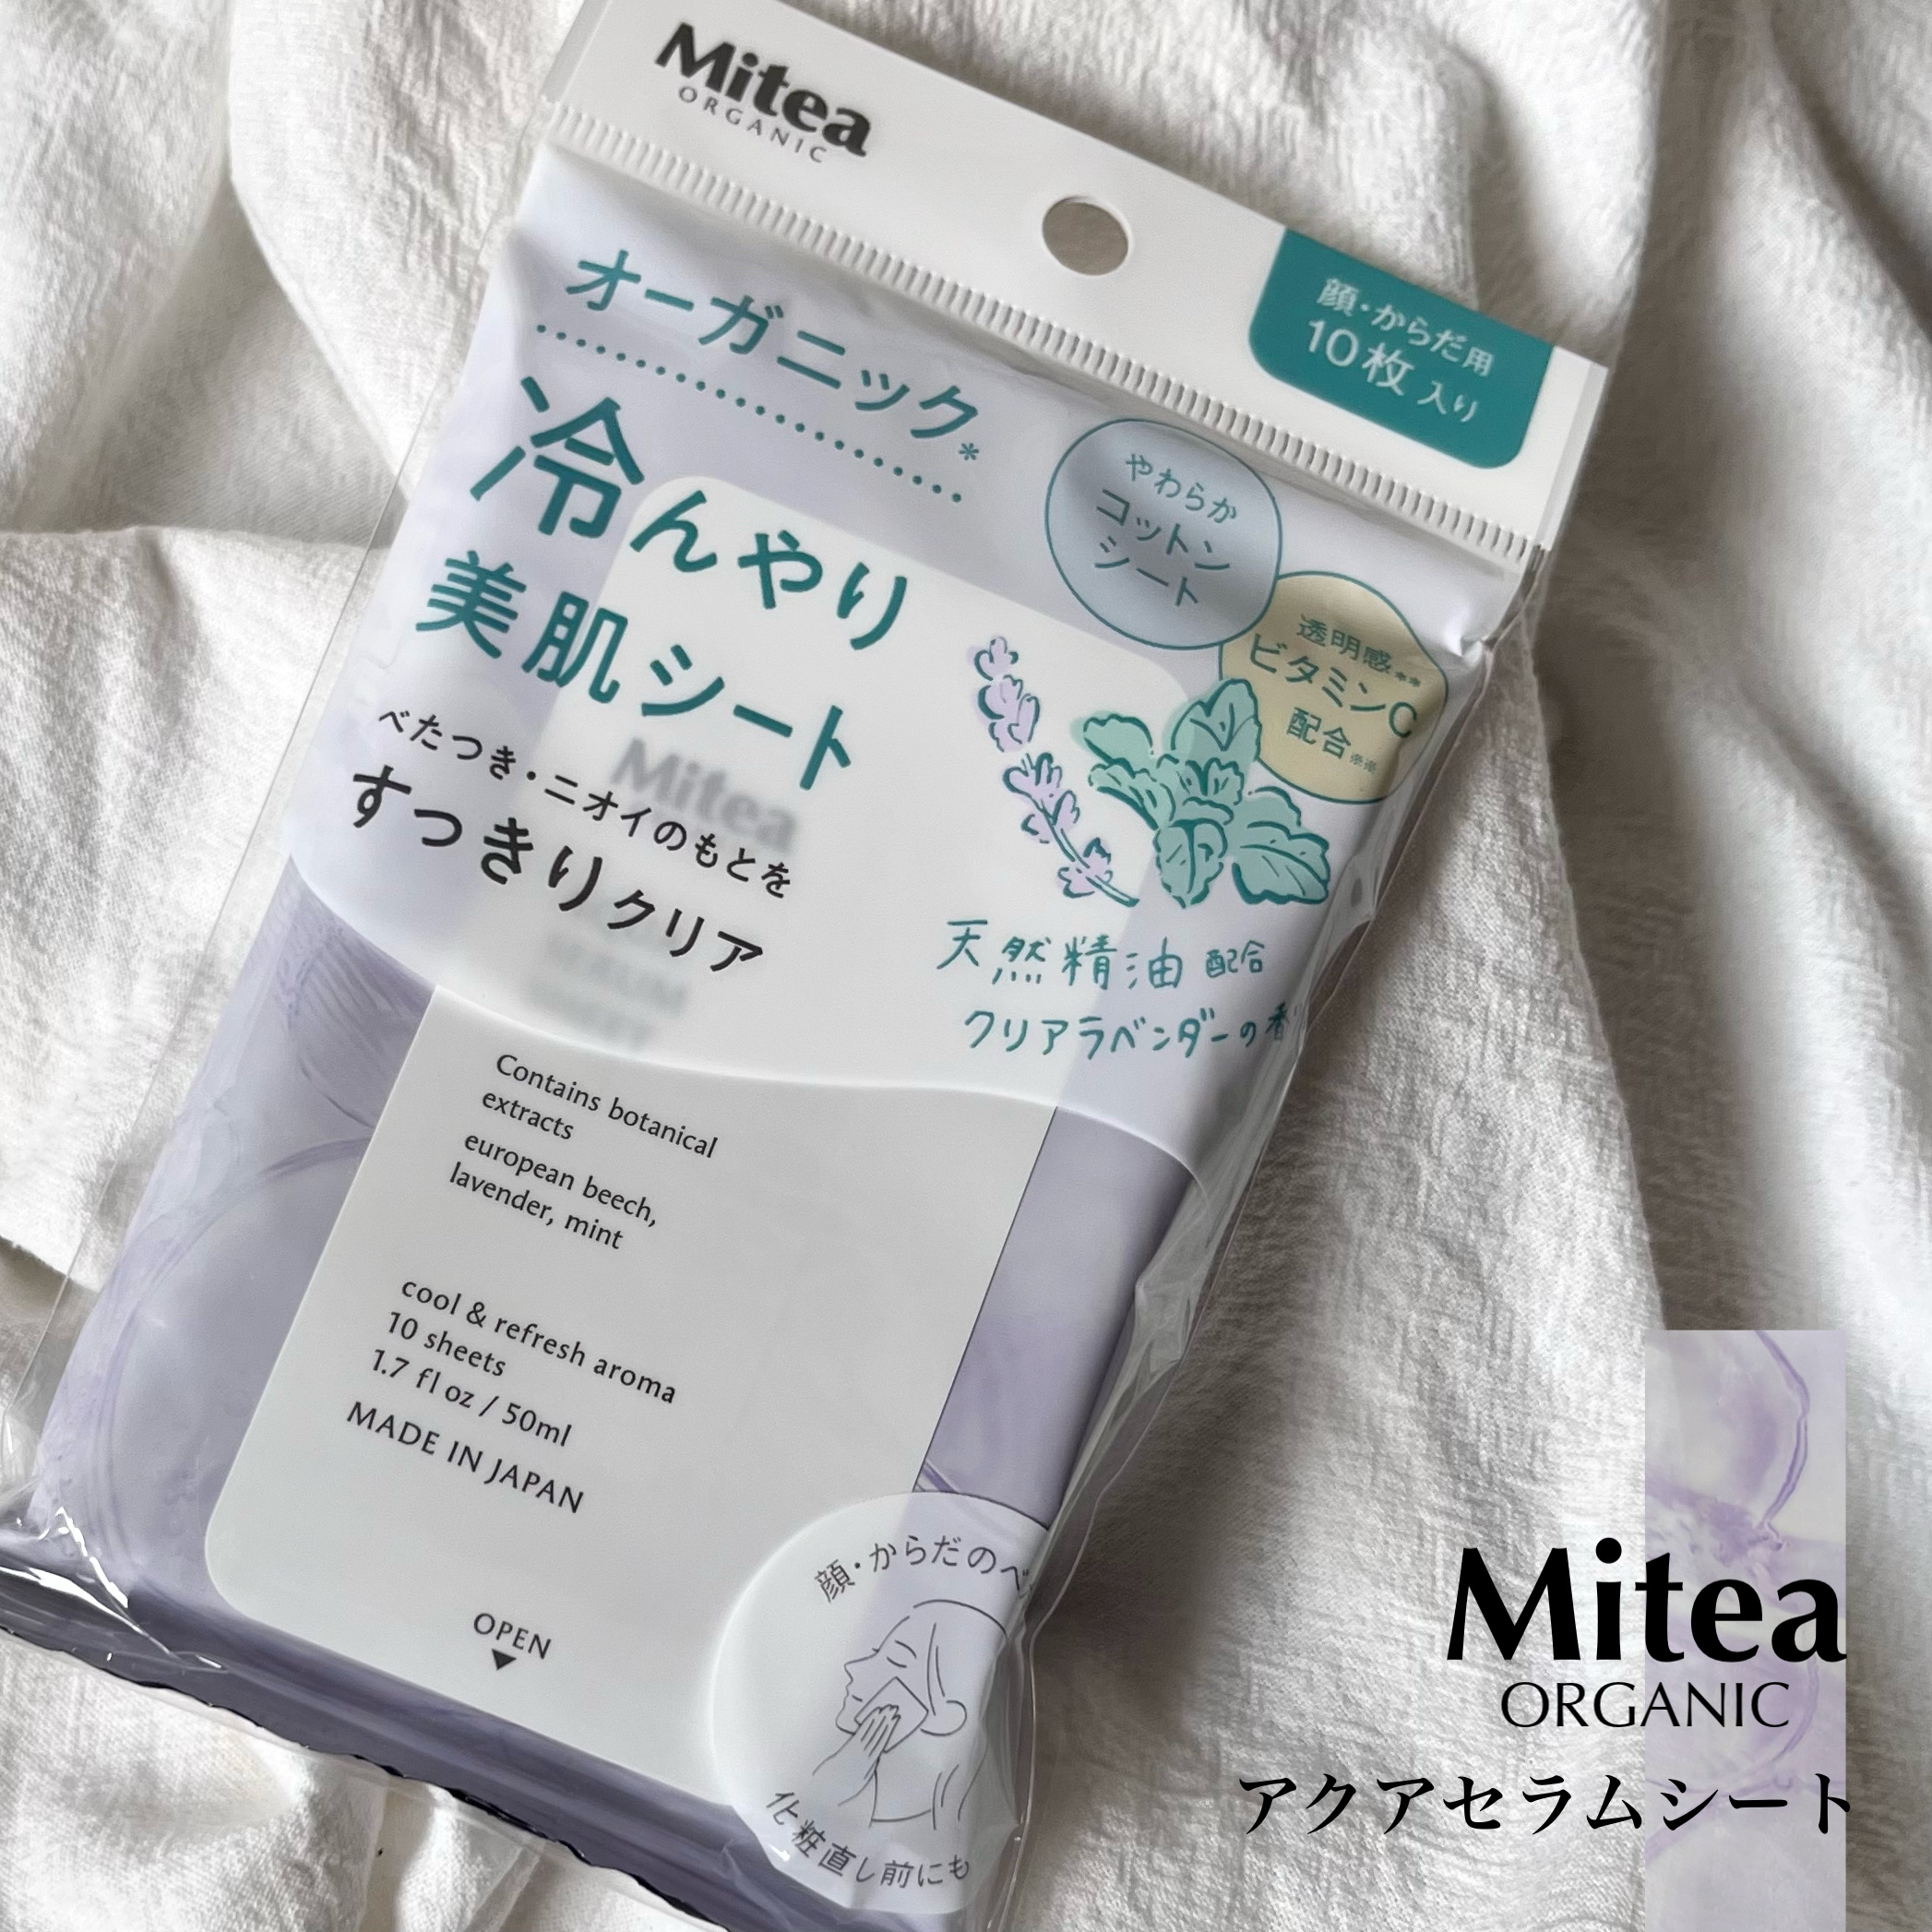 Mitea
ORGANIC
顔・からだ用
10枚入り
オーガニック*
冷んやり
美肌シート
べたつき・ニオイのもとを
すっきりクリア
やわらか
コットン
シート
透明感**
ビタミンC
配合※※
天然精油配合
クリアラベンダーの香
Mitea
SERUM
SHEET
Contains botanical
extracts
european beech,
lavender, mint
cool & refresh aroma
10 sheets
1.7 fl oz / 50ml
MADE IN JAPAN
OPEN
顔・からだのベ
化粧直し前にも
Mitea
ORGANIC
アクアセラムシート